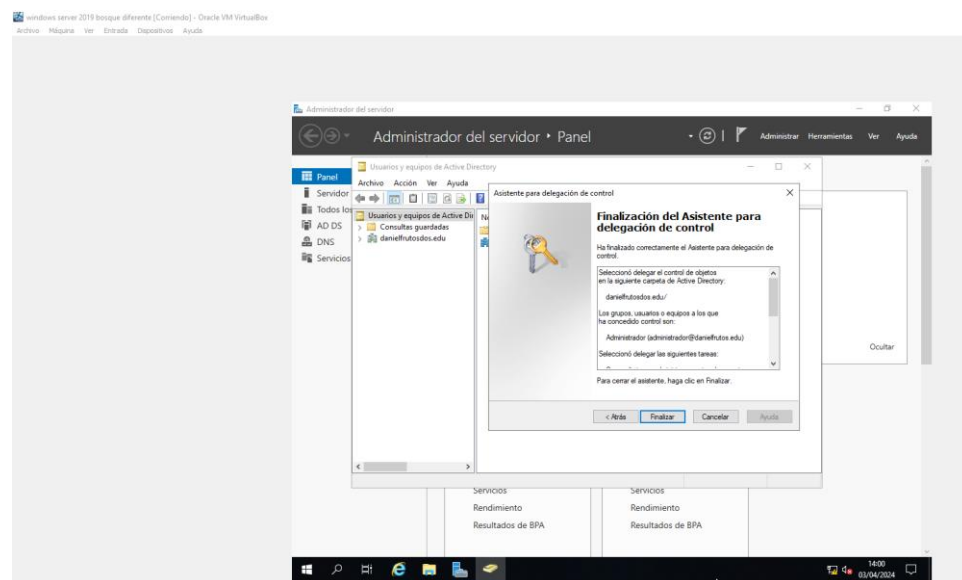 windows server 2019 bosque diferente [Corriendo] - Oracle VM VirtualBox
Archivo Máquina Ver Entrada Dispositivos Ayuda
Administrador del servidor
Administrador del servidor • Panel
Administrar Herramientas Ver Ayuda
Panel
Servidor
Todos los
AD DS
DNS
Servicios
Usuarios y equipos de Active Directory
Archivo Acción Ver Ayuda
Usuarios y equipos de Active Dir
Consultas guardadas
danielfrutosdos.edu
Asistente para delegación de control
Finalización del Asistente para
delegación de control
Ha finalizado correctamente el Asistente para delegación de
control.
Seleccionó delegar el control de objetos
en la siguiente carpeta de Active Directory:
danielfrutosdos.edu/
Los grupos, usuarios o equipos a los que
ha concedido control son:
Administrador (administrador@danielfrutos.edu)
Seleccionó delegar las siguientes tareas:
Para cerrar el asistente, haga clic en Finalizar.
< Atrás Finalizar Cancelar Ayuda
Ocultar
Servicios Servicios
Rendimiento Rendimiento
Resultados de BPA Resultados de BPA
14:00
03/04/2024